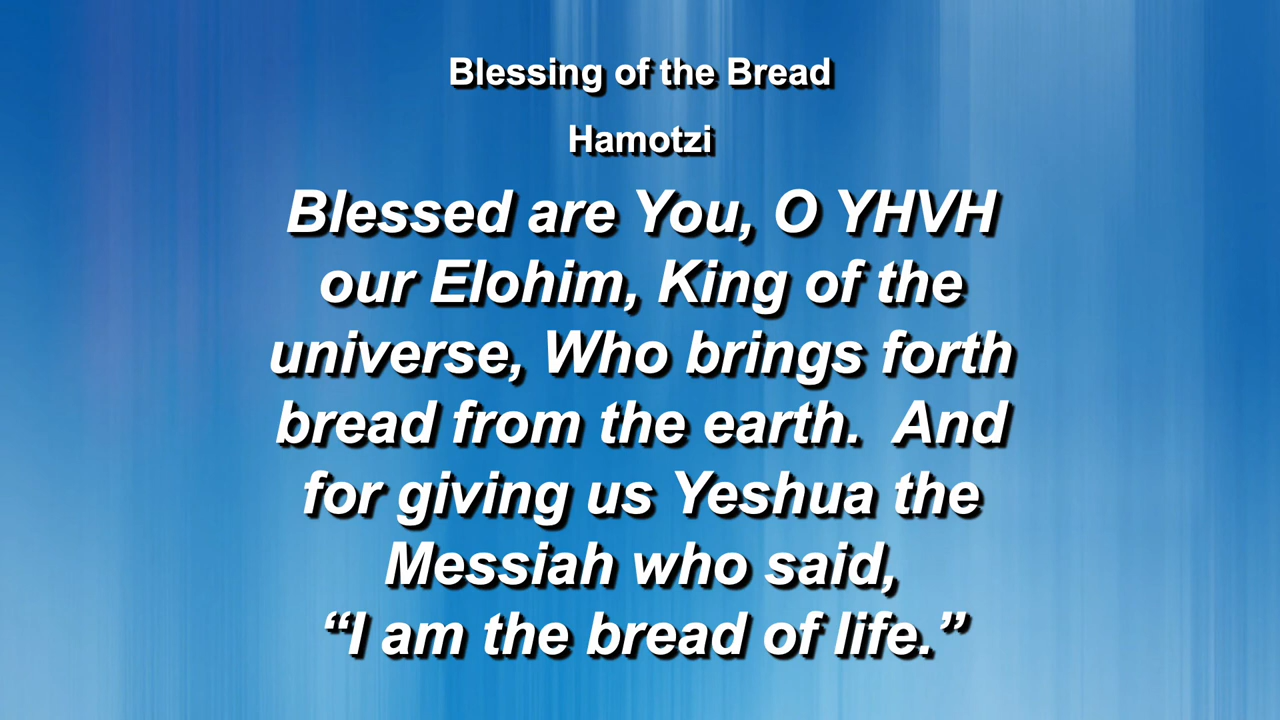 Blessing of the Bread
Hamotzi
Blessed are You, O YHVH
our Elohim, King of the
universe, Who brings forth
bread from the earth.  And
for giving us Yeshua the
Messiah who said,
“I am the bread of life.”